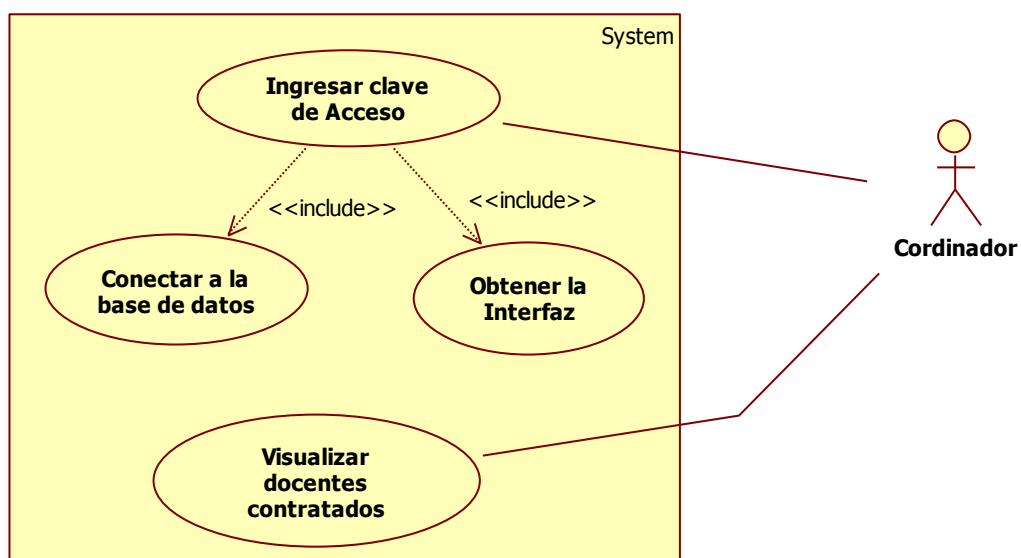 System
Ingresar clave
de Acceso
<<include>>
<<include>>
Conectar a la
base de datos
Obtener la
Interfaz
Cordinador
Visualizar
docentes
contratados